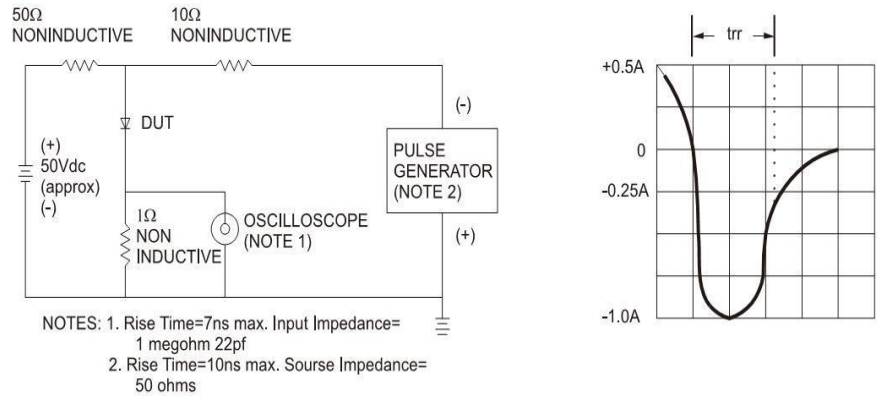 50Ω
NONINDUCTIVE
10Ω
NONINDUCTIVE
DUT
(+)
50Vdc
(approx)
(-)
1Ω
NON
INDUCTIVE
OSCILLOSCOPE
(NOTE 1)
(-)
PULSE
GENERATOR
(NOTE 2)
(+)
NOTES: 1. Rise Time=7ns max. Input Impedance=
1 megohm 22pf
2. Rise Time=10ns max. Sourse Impedance=
50 ohms
trr
+0.5A
0
-0.25A
-1.0A